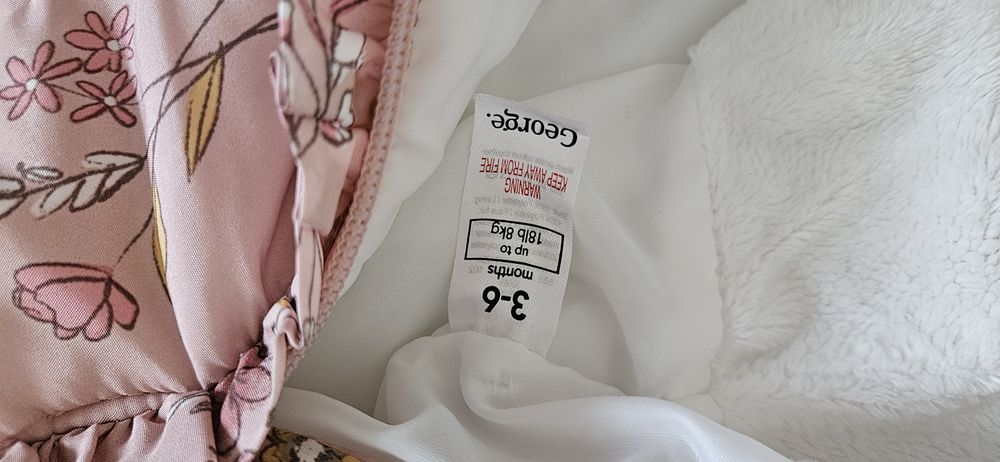 George.
WARNING
KEEP AWAY FROM FIRE
3-6
months
up to
18lb 8kg